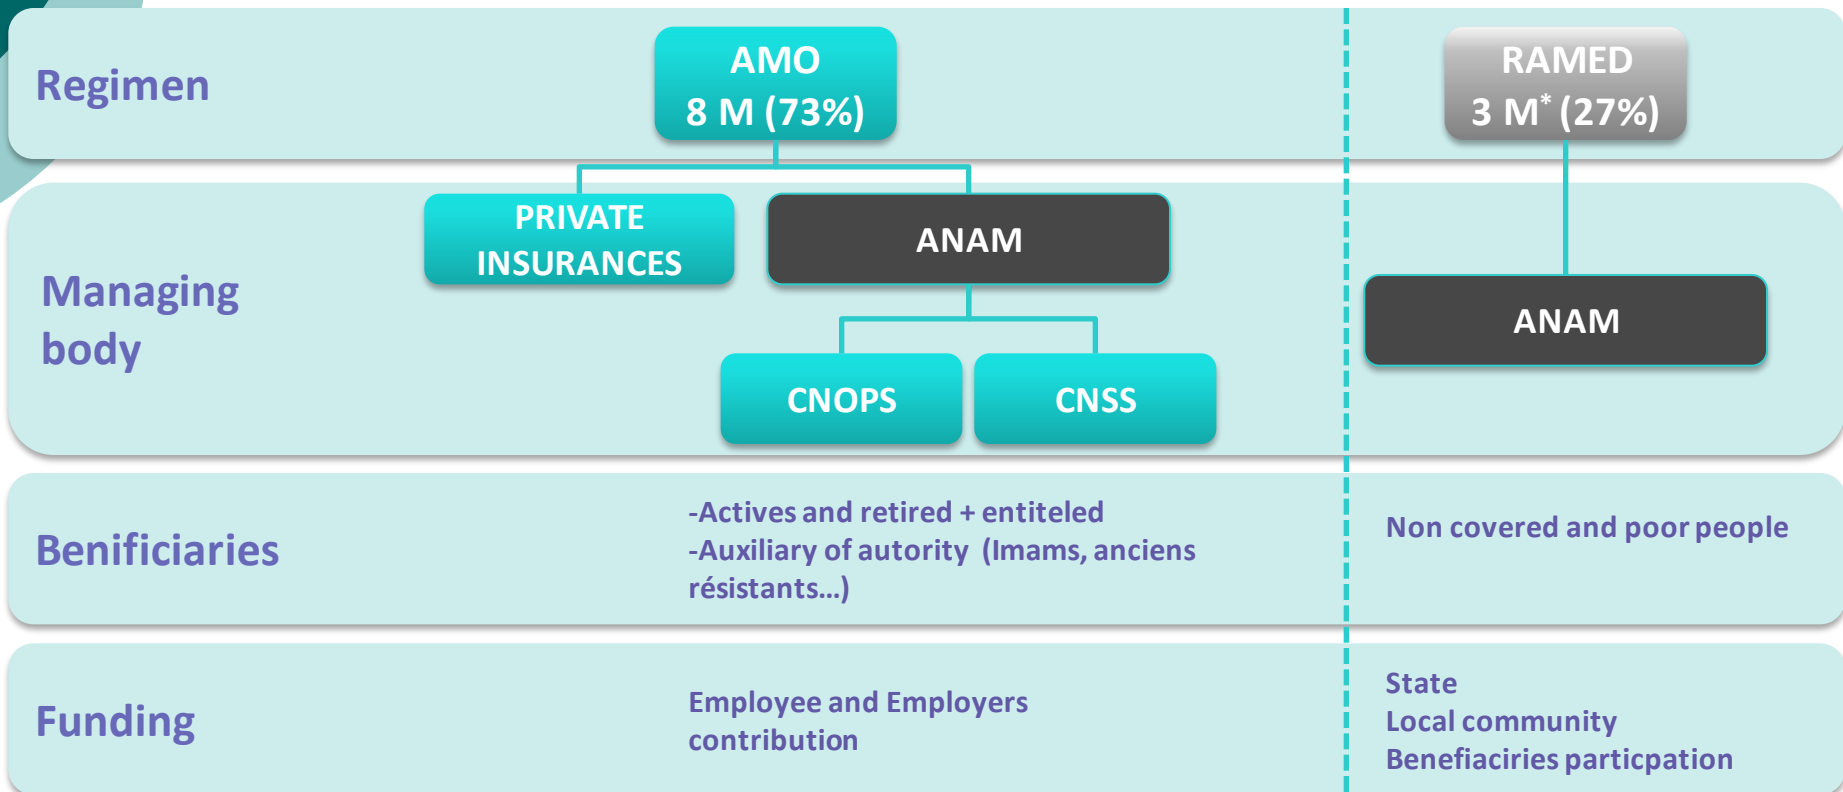 Regimen
AMO
8 M (73%)
RAMED
3 M* (27%)
Managing
body
PRIVATE
INSURANCES
ANAM
CNOPS
CNSS
ANAM
Benificiaries
-Actives and retired + entiteled
-Auxiliary of autority (Imams, anciens
résistants...)
Non covered and poor people
Funding
Employee and Employers
contribution
State
Local community
Benefiaciries particpation